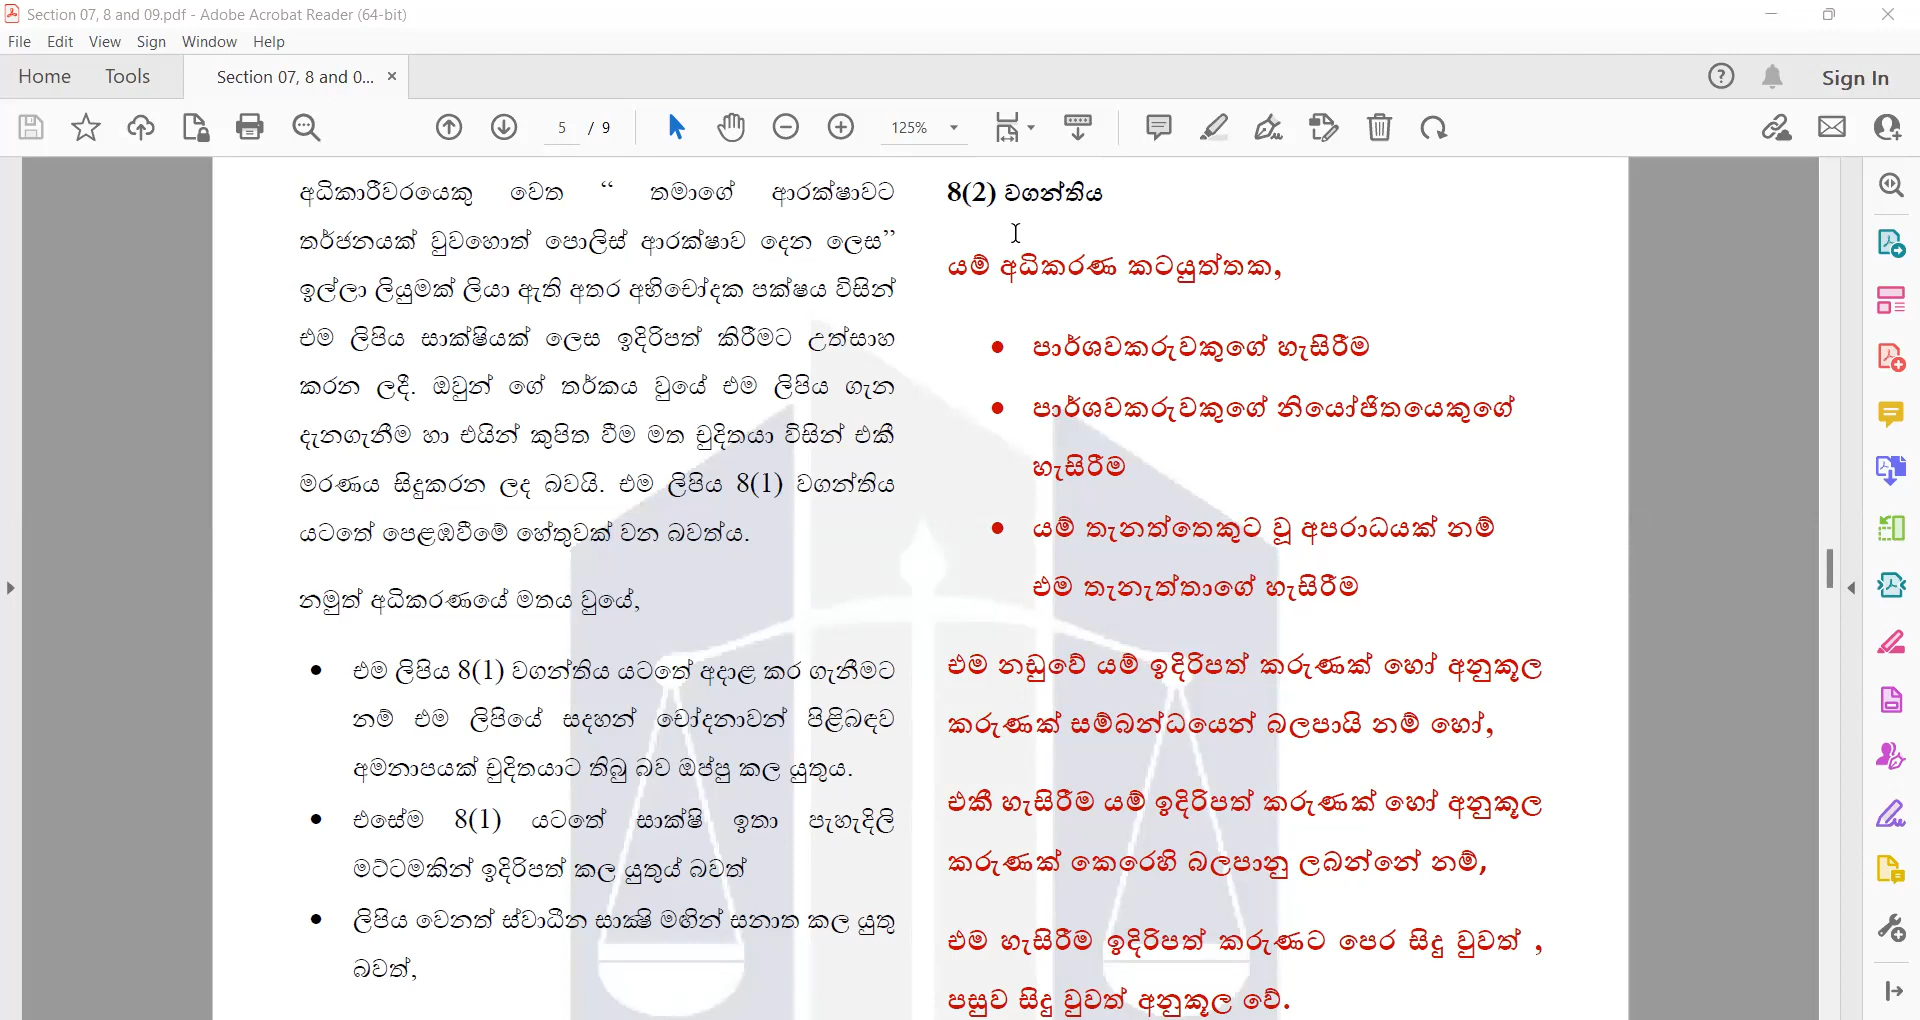 Section 07, 8 and 09.pdf - Adobe Acrobat Reader (64-bit)
File Edit View Sign Window Help
Home Tools Section 07, 8 and 0... × Sign In
5 / 9 125%
අධිකාරීවරයෙකු වෙත “ තමාගේ ආරක්ෂාවට
තර්ජනයක් වුවහොත් පොලිස් ආරක්ෂාව දෙන ලෙස”
ඉල්ලා ලියුමක් ලියා ඇති අතර අභිචෝදක පක්ෂය විසින්
එම ලිපිය සාක්ෂියක් ලෙස ඉදිරිපත් කිරීමට උත්සාහ
කරන ලදී. ඔවුන් ගේ තර්කය වුයේ එම ලිපිය ගැන
දැනගැනීම හා එයින් කුපිත වීම මත චුදිතයා විසින් එකී
මරණය සිදුකරන ලද බවයි. එම ලිපිය 8(1) වගන්තිය
යටතේ පෙළඹවීමේ හේතුවක් වන බවත්ය.
නමුත් අධිකරණයේ මතය වුයේ,
• එම ලිපිය 8(1) වගන්තිය යටතේ අදාළ කර ගැනීමට
නම් එම ලිපියේ සදහන් චෝදනාවන් පිළිබඳව
අමනාපයක් චුදිතයාට තිබු බව ඔප්පු කල යුතුය.
• එසේම 8(1) යටතේ සාක්ෂි ඉතා පැහැදිලි
මට්ටමකින් ඉදිරිපත් කල යුතුය් බවත්
• ලිපිය වෙනත් ස්වාධීන සාක්‍ෂි මඟින් සනාත කල යුතු
බවත්,
8(2) වගන්තිය
යම් අධිකරණ කටයුත්තක,
• පාර්ශවකරුවකුගේ හැසිරීම
• පාර්ශවකරුවකුගේ නියෝජිතයෙකුගේ
හැසිරීම
• යම් තැනත්තෙකුට වූ අපරාධයක් නම්
එම තැනැත්තාගේ හැසිරීම
එම නඩුවේ යම් ඉදිරිපත් කරුණක් හෝ අනුකූල
කරුණක් සම්බන්ධයෙන් බලපායි නම් හෝ,
එකී හැසිරීම යම් ඉදිරිපත් කරුණක් හෝ අනුකූල
කරුණක් කෙරෙහි බලපානු ලබන්නේ නම්,
එම හැසිරීම ඉදිරිපත් කරුණට පෙර සිදු වුවත් ,
පසුව සිදු වුවත් අනුකූල වේ.